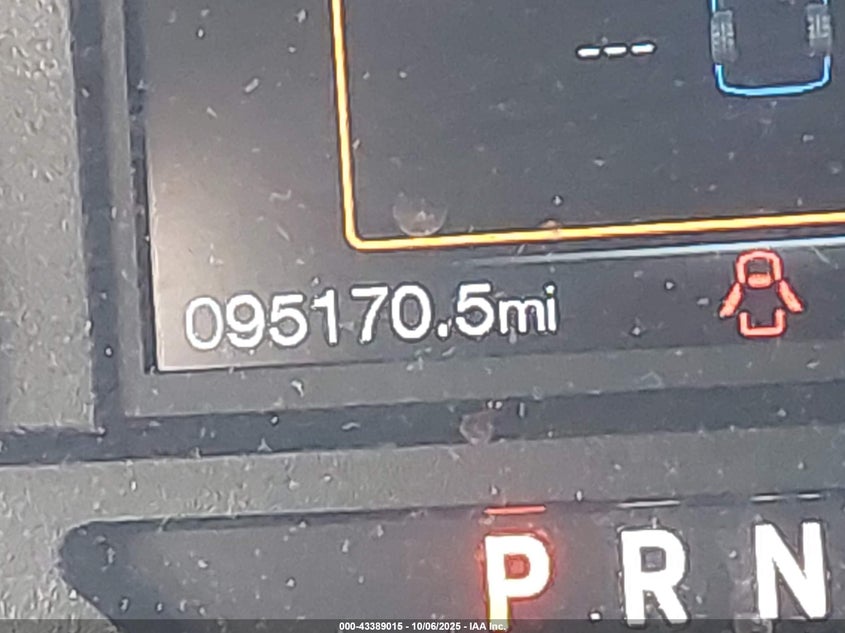 ---
095170.5mi
P R N
000-43389015 - 10/06/2025 - IAA Inc.